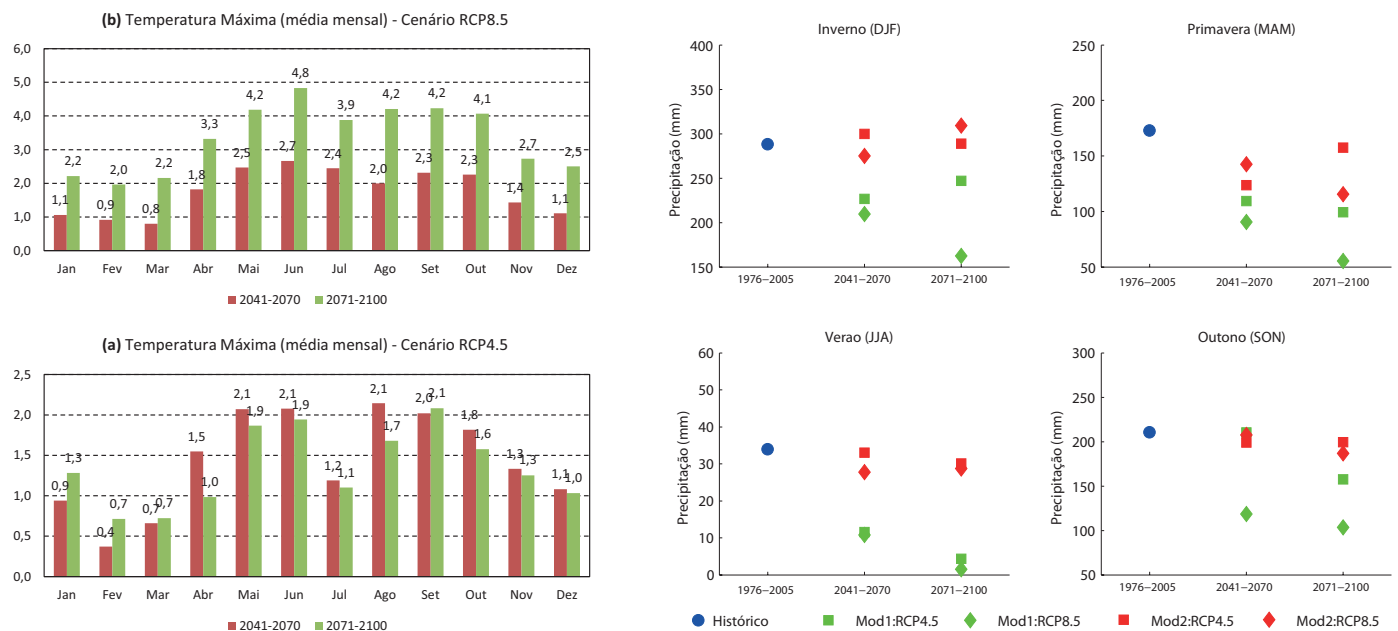 (b) Temperatura Máxima (média mensal) - Cenário RCP8.5
6,0
5,0
4,0
3,0
2,0
1,0
0,0
1,1 2,2 0,9 2,0 0,8 2,2 1,8 3,3 2,5 4,2 2,7 4,8 2,4 3,9 2,0 4,2 2,3 4,2 2,3 4,1 1,4 2,7 1,1 2,5
Jan Fev Mar Abr Mai Jun Jul Ago Set Out Nov Dez
2041-2070 2071-2100
(a) Temperatura Máxima (média mensal) - Cenário RCP4.5
2,5
2,0
1,5
1,0
0,5
0,0
0,9 1,3 0,4 0,7 0,7 0,7 1,5 1,0 2,1 1,9 2,1 1,9 1,2 1,1 2,1 1,7 2,0 2,1 1,8 1,6 1,3 1,3 1,1 1,0
Jan Fev Mar Abr Mai Jun Jul Ago Set Out Nov Dez
2041-2070 2071-2100
Inverno (DJF)
Precipitação (mm)
400
350
300
250
200
150
1976–2005 2041–2070 2071–2100
Primavera (MAM)
Precipitação (mm)
250
200
150
100
50
1976–2005 2041–2070 2071–2100
Verao (JJA)
Precipitação (mm)
60
50
40
30
20
10
0
1976–2005 2041–2070 2071–2100
Outono (SON)
Precipitação (mm)
300
250
200
150
100
50
1976–2005 2041–2070 2071–2100
Histórico Mod1:RCP4.5 Mod1:RCP8.5 Mod2:RCP4.5 Mod2:RCP8.5